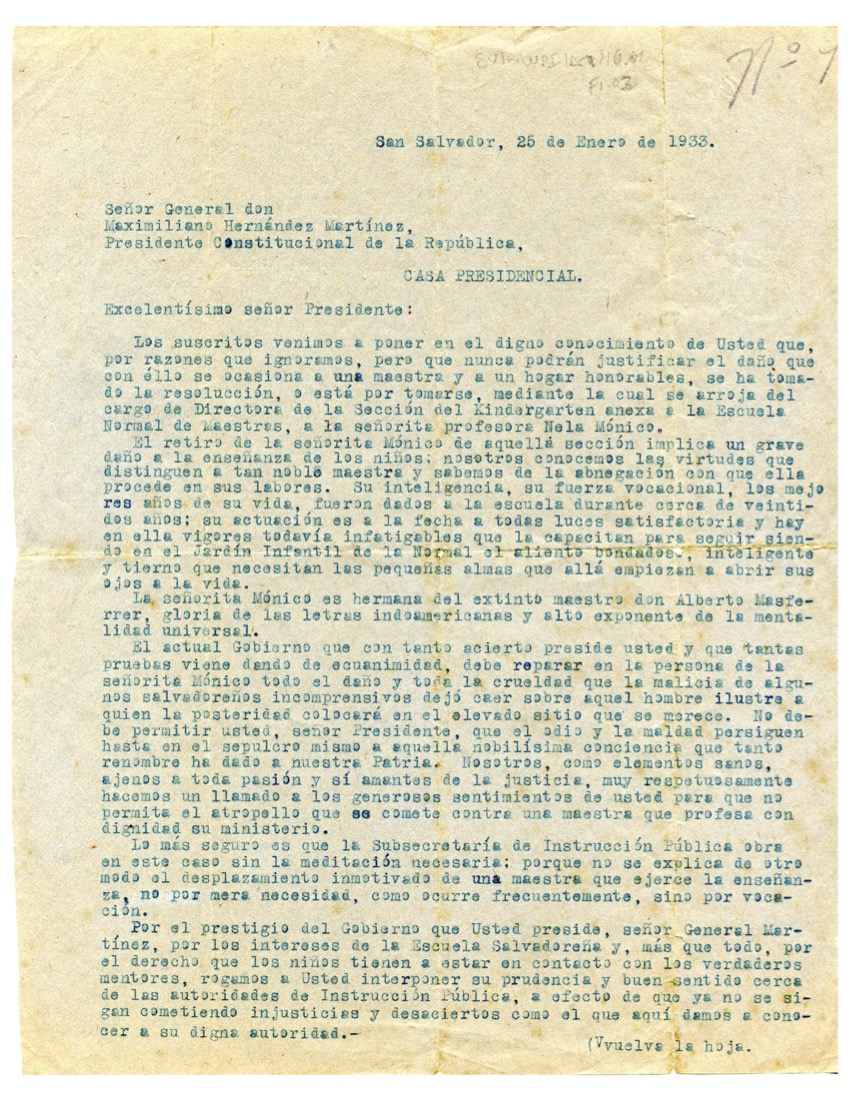 Nº
San Salvador, 25 de Enero de 1933.
Señor General don
Maximiliano Hernández Martínez,
Presidente Constitucional de la República,
CASA PRESIDENCIAL.
Excelentísimo señor Presidente:
Los suscritos venimos a poner en el digno conocimiento de Usted que,
por razones que ignoramos, pero que nunca podrán justificar el daño que
con éllo se ocasiona a una maestra y a un hogar honorables, se ha toma-
do la resolucción, o está por tomarse, mediante la cual se arroja del
cargo de Directora de la Sección del Kindergarten anexa a la Escuela
Normal de Maestras, a la señorita profesora Nela Mónico.
El retiro de la señorita Mónico de aquella sección implica un grave
daño a la enseñanza de los niños; nosotros conocemos las virtudes que
distinguen a tan noble maestra y sabemos de la abnegación con que ella
procede en sus labores. Su inteligencia, su fuerza vocacional, los mejo
res años de su vida, fueron dados a la escuela durante cerca de veinti-
dos años; su actuación es a la fecha a todas luces satisfactoria y hay
en ella vigores todavía infatigables que la capacitan para seguir sien-
do en el Jardín Infantil de la Normal el aliento bondados., inteligente
y tierno que necesitan las pequeñas almas que allá empiezan a abrir sus
ojos a la vida.
La señorita Mónico es hermana del extinto maestro don Alberto Masfe-
rrer, gloria de las letras indoamericanas y alto exponente de la menta-
lidad universal.
El actual Gobierno que con tanto acierto preside usted y que tantas
pruebas viene dando de ecuanimidad, debe reparar en la persona de la
señorita Mónico todo el daño y toda la crueldad que la malicia de algu-
nos salvadoreños incomprensivos dejó caer sobre aquel hombre ilustre a
quien la posteridad colocará en el elevado sitio que se merece. No de-
be permitir usted, señor Presidente, que el odio y la maldad persiguen
hasta en el sepulcro mismo a aquella nobilísima conciencia que tanto
renombre ha dado a nuestra Patria. Nosotros, como elementos sanos,
ajenos a toda pasión y sí amantes de la justicia, muy respetuosamente
hacemos un llamado a los generosos sentimientos de usted para que no
permita el atropello que se comete contra una maestra que profesa con
dignidad su ministerio.
Lo más seguro es que la Subsecretaría de Instrucción Pública obra
en este caso sin la meditación necesaria; porque no se explica de otro
modo el desplazamiento inmotivado de una maestra que ejerce la enseñan-
za, no por mera necesidad, como ocurre frecuentemente, sino por voca-
ción.
Por el prestigio del Gobierno que Usted preside, señor General Mar-
tínez, por los intereses de la Escuela Salvadoreña y, más que todo, por
el derecho que los niños tienen a estar en contacto con los verdaderos
mentores, rogamos a Usted interponer su prudencia y buen sentido cerca
de las autoridades de Instrucción Pública, a efecto de que ya no se si-
gan cometiendo injusticias y desaciertos como el que aquí damos a cono-
cer a su digna autoridad.-
(Vvuelva la hoja.